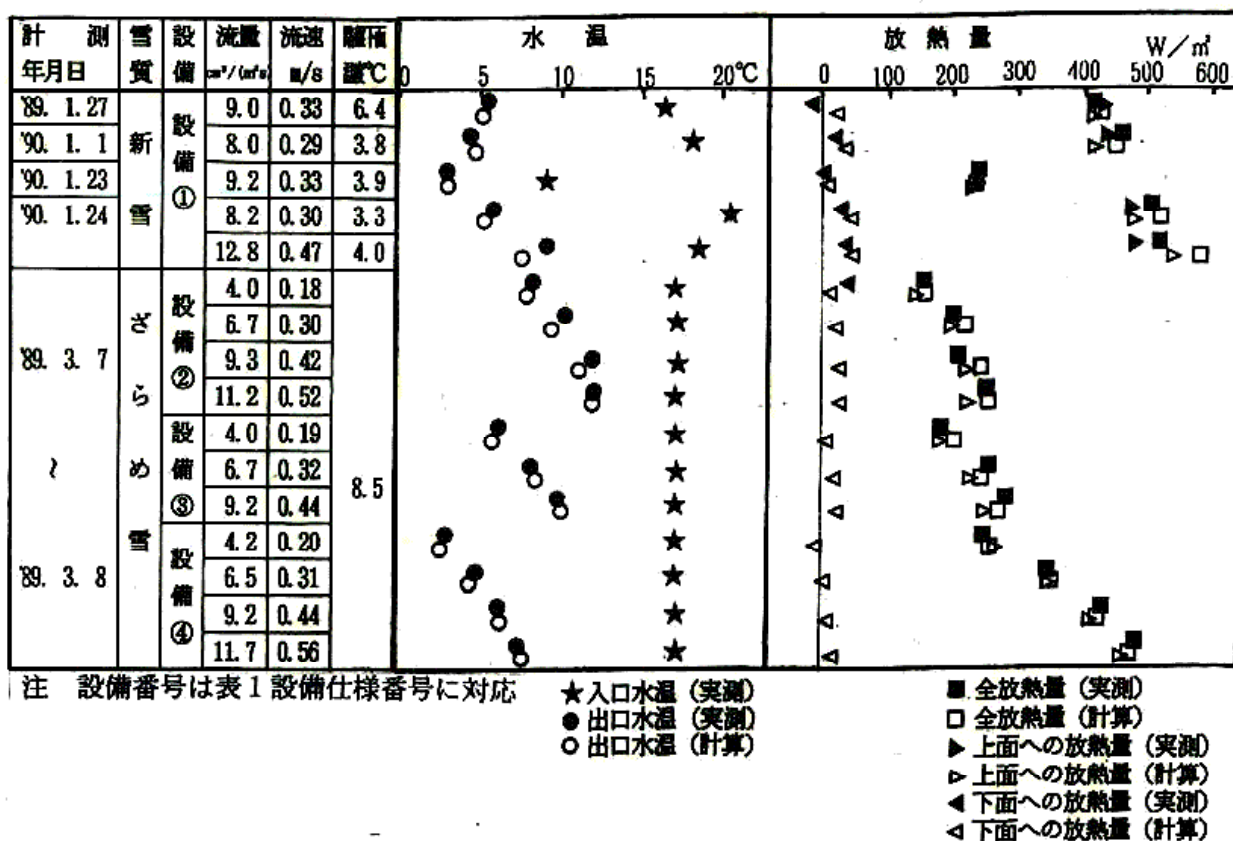 計 測 雪 設 流量 流速 水 温 放 熱 量 W/㎡
年月日 質 備 m/s ℃ 0 5 10 15 20℃ 0 100 200 300 400 500 600
'89. 1.27 9.0 0.33 6.4
'90. 1. 1 新 設 8.0 0.29 3.8
'90. 1.23 備 9.2 0.33 3.9
'90. 1.24 雪 ① 8.2 0.30 3.3
12.8 0.47 4.0
4.0 0.18
ざ 設 6.7 0.30
'89. 3. 7 備 9.3 0.42
ら ② 11.2 0.52
設 4.0 0.19
~ め 備 6.7 0.32 8.5
③ 9.2 0.44
雪 設 4.2 0.20
'89. 3. 8 備 6.5 0.31
④ 9.2 0.44
11.7 0.56
注 設備番号は表1設備仕様番号に対応
★入口水温(実測)
●出口水温(実測)
○出口水温(計算)
■全放熱量(実測)
□全放熱量(計算)
▶上面への放熱量(実測)
▷上面への放熱量(計算)
◀下面への放熱量(実測)
◁下面への放熱量(計算)